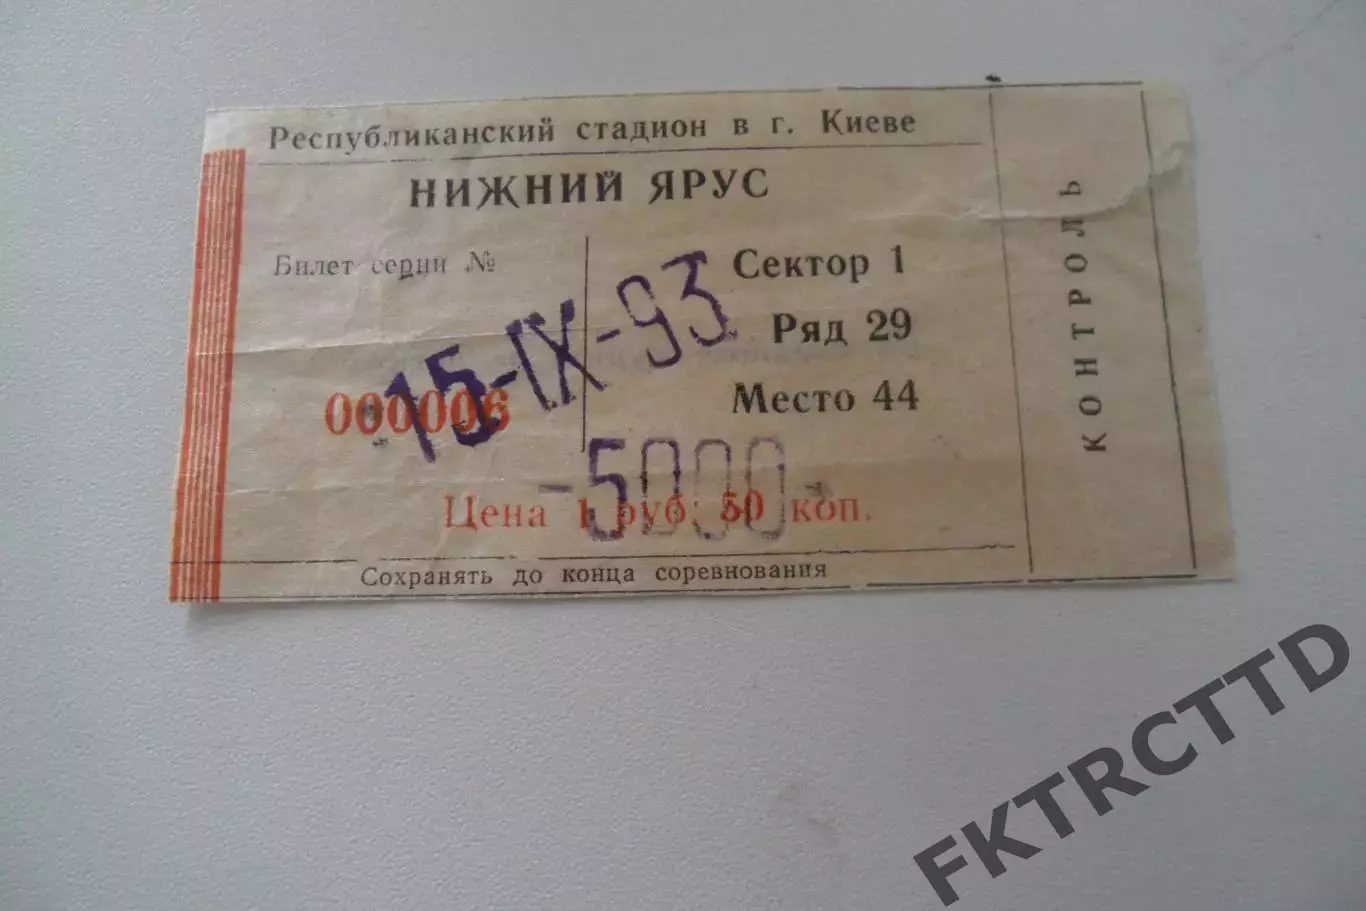 Республиканский стадион в г. Киеве
НИЖНИЙ ЯРУС
Билет серии №
000006
15-IX-93
Сектор 1
Ряд 29
Место 44
-5000-
Цена 1 руб. 50 коп.
Сохранять до конца соревнования
КОНТРОЛЬ
FKTRCTTD